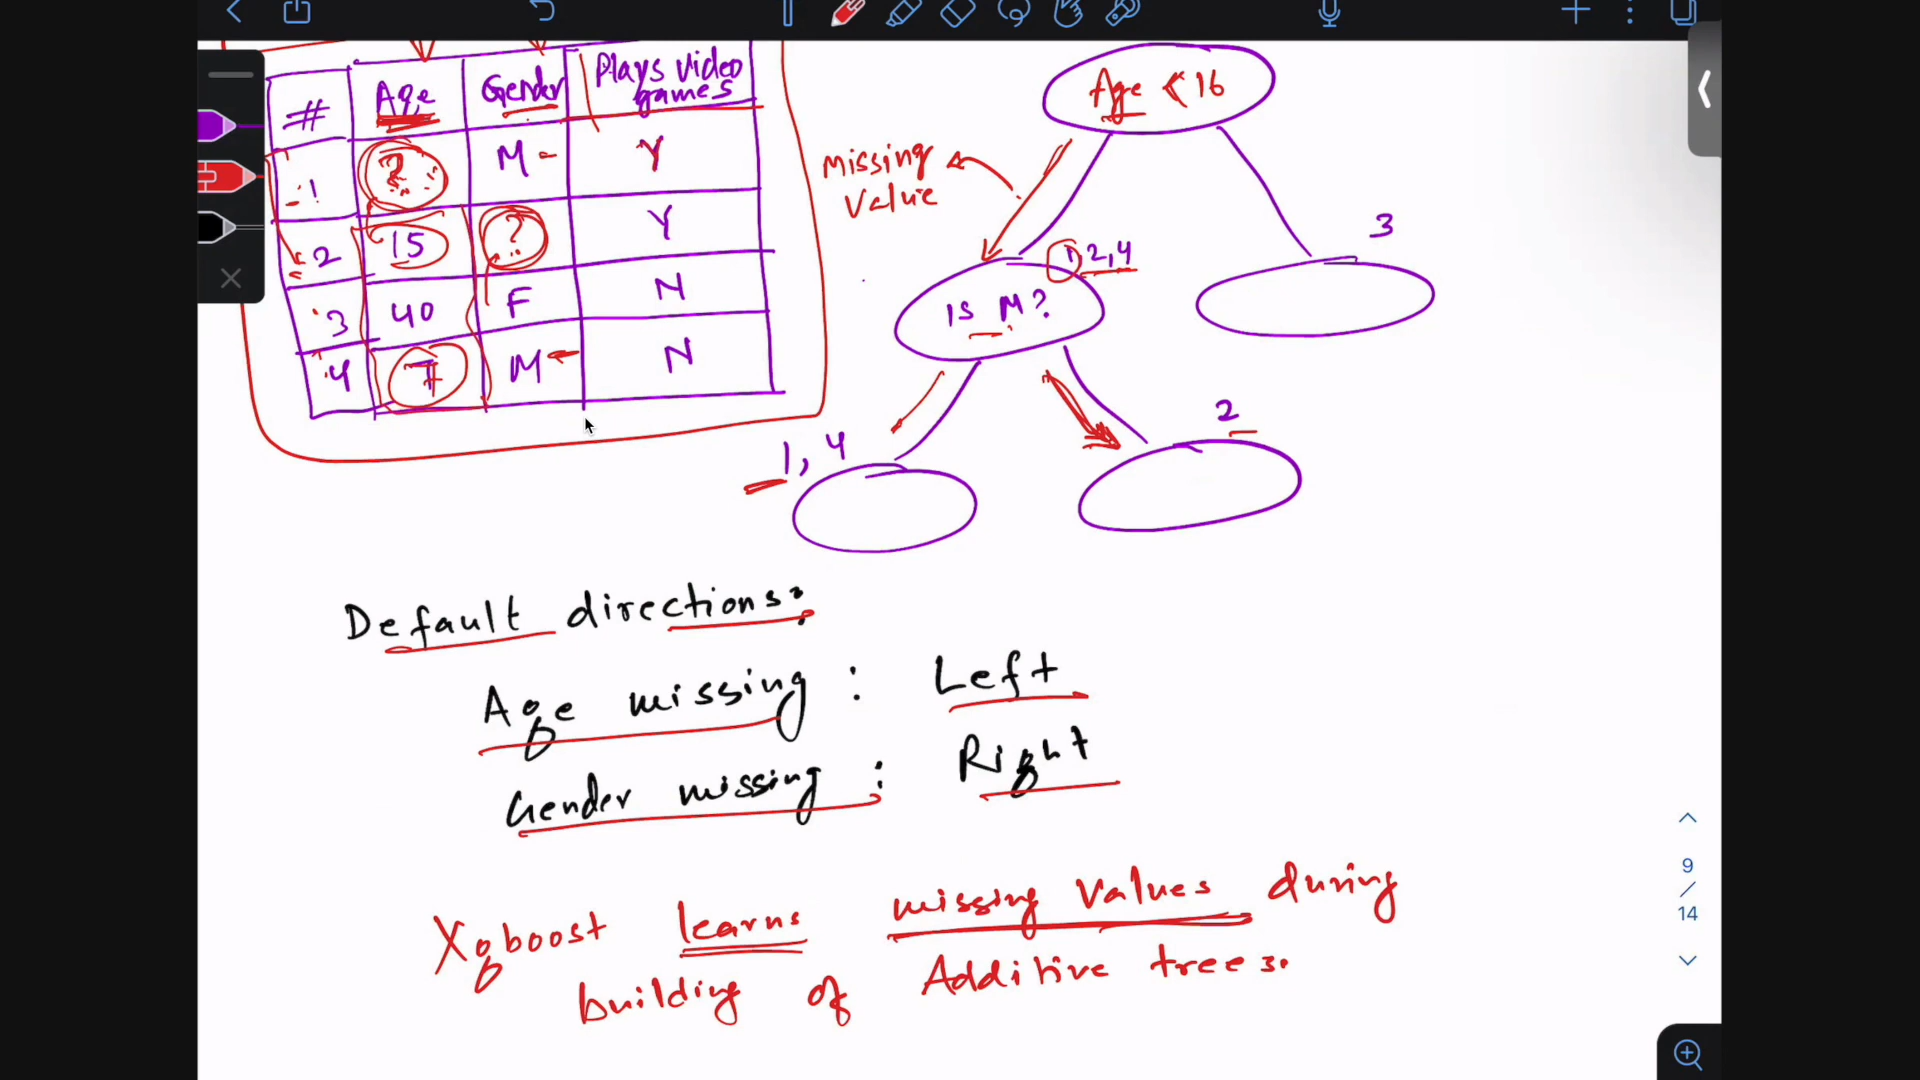 # Age Gender Plays video games
1 ? M Y
2 15 ? Y
3 40 F N
4 7 M N
Age < 16
Missing
Value
3
1, 2, 4
Is M?
1, 4
2
Default directions:
Age missing : Left
Gender missing : Right
Xgboost learns missing values during
building of Additive trees.
9
/
14